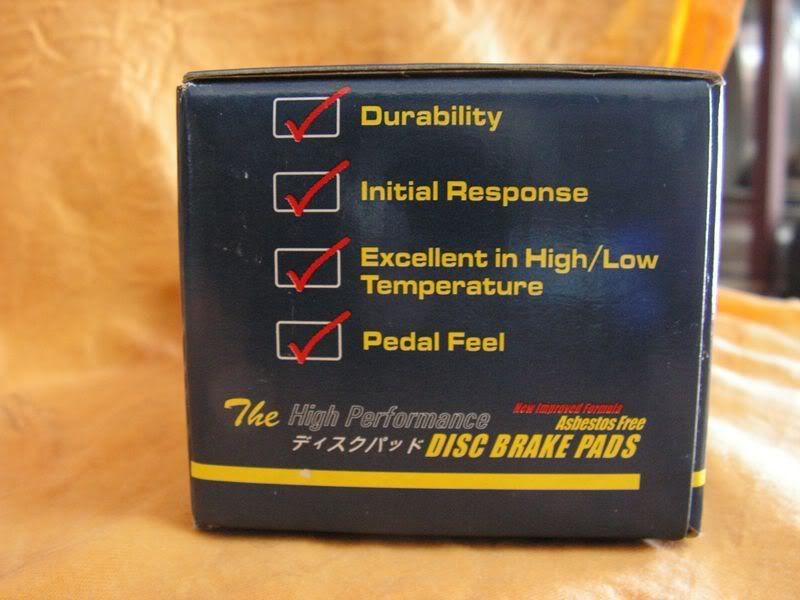 Durability
Initial Response
Excellent in High/Low
Temperature
Pedal Feel
The High Performance
New Improved Formula
Asbestos Free
ディスクパッド DISC BRAKE PADS